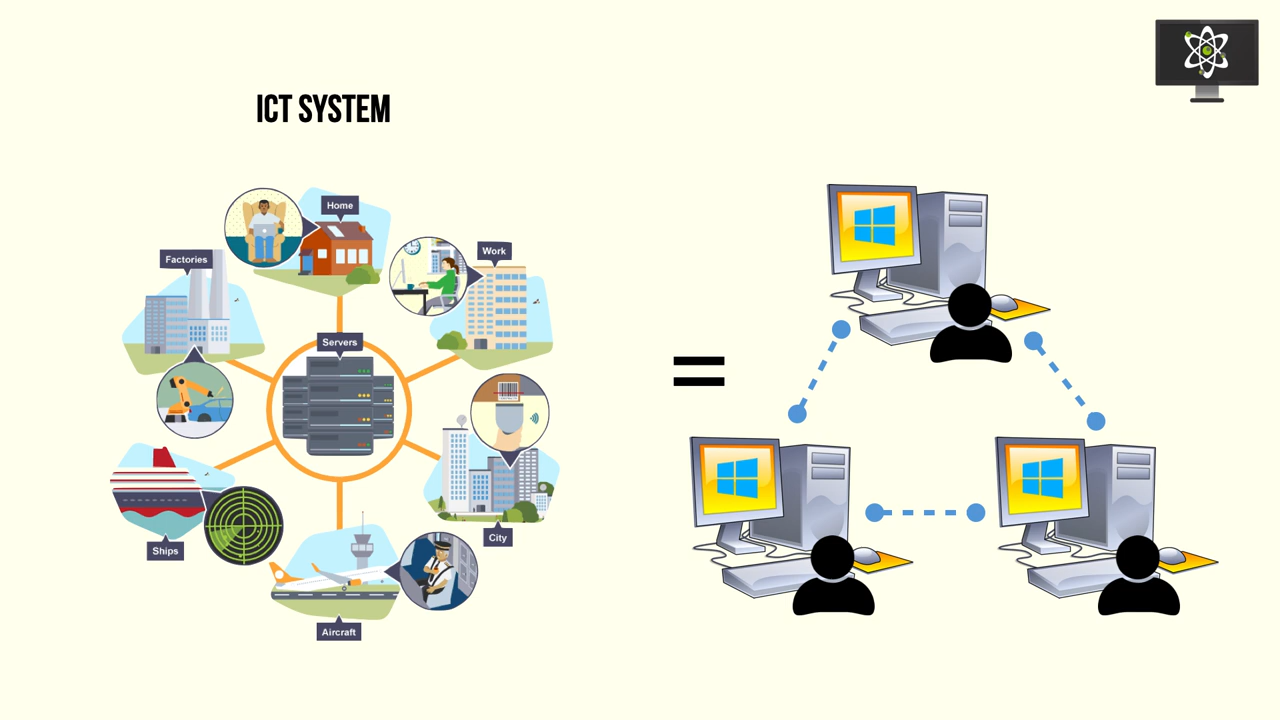 ICT SYSTEM
Home
Work
Factories
Servers
City
Ships
Aircraft
=